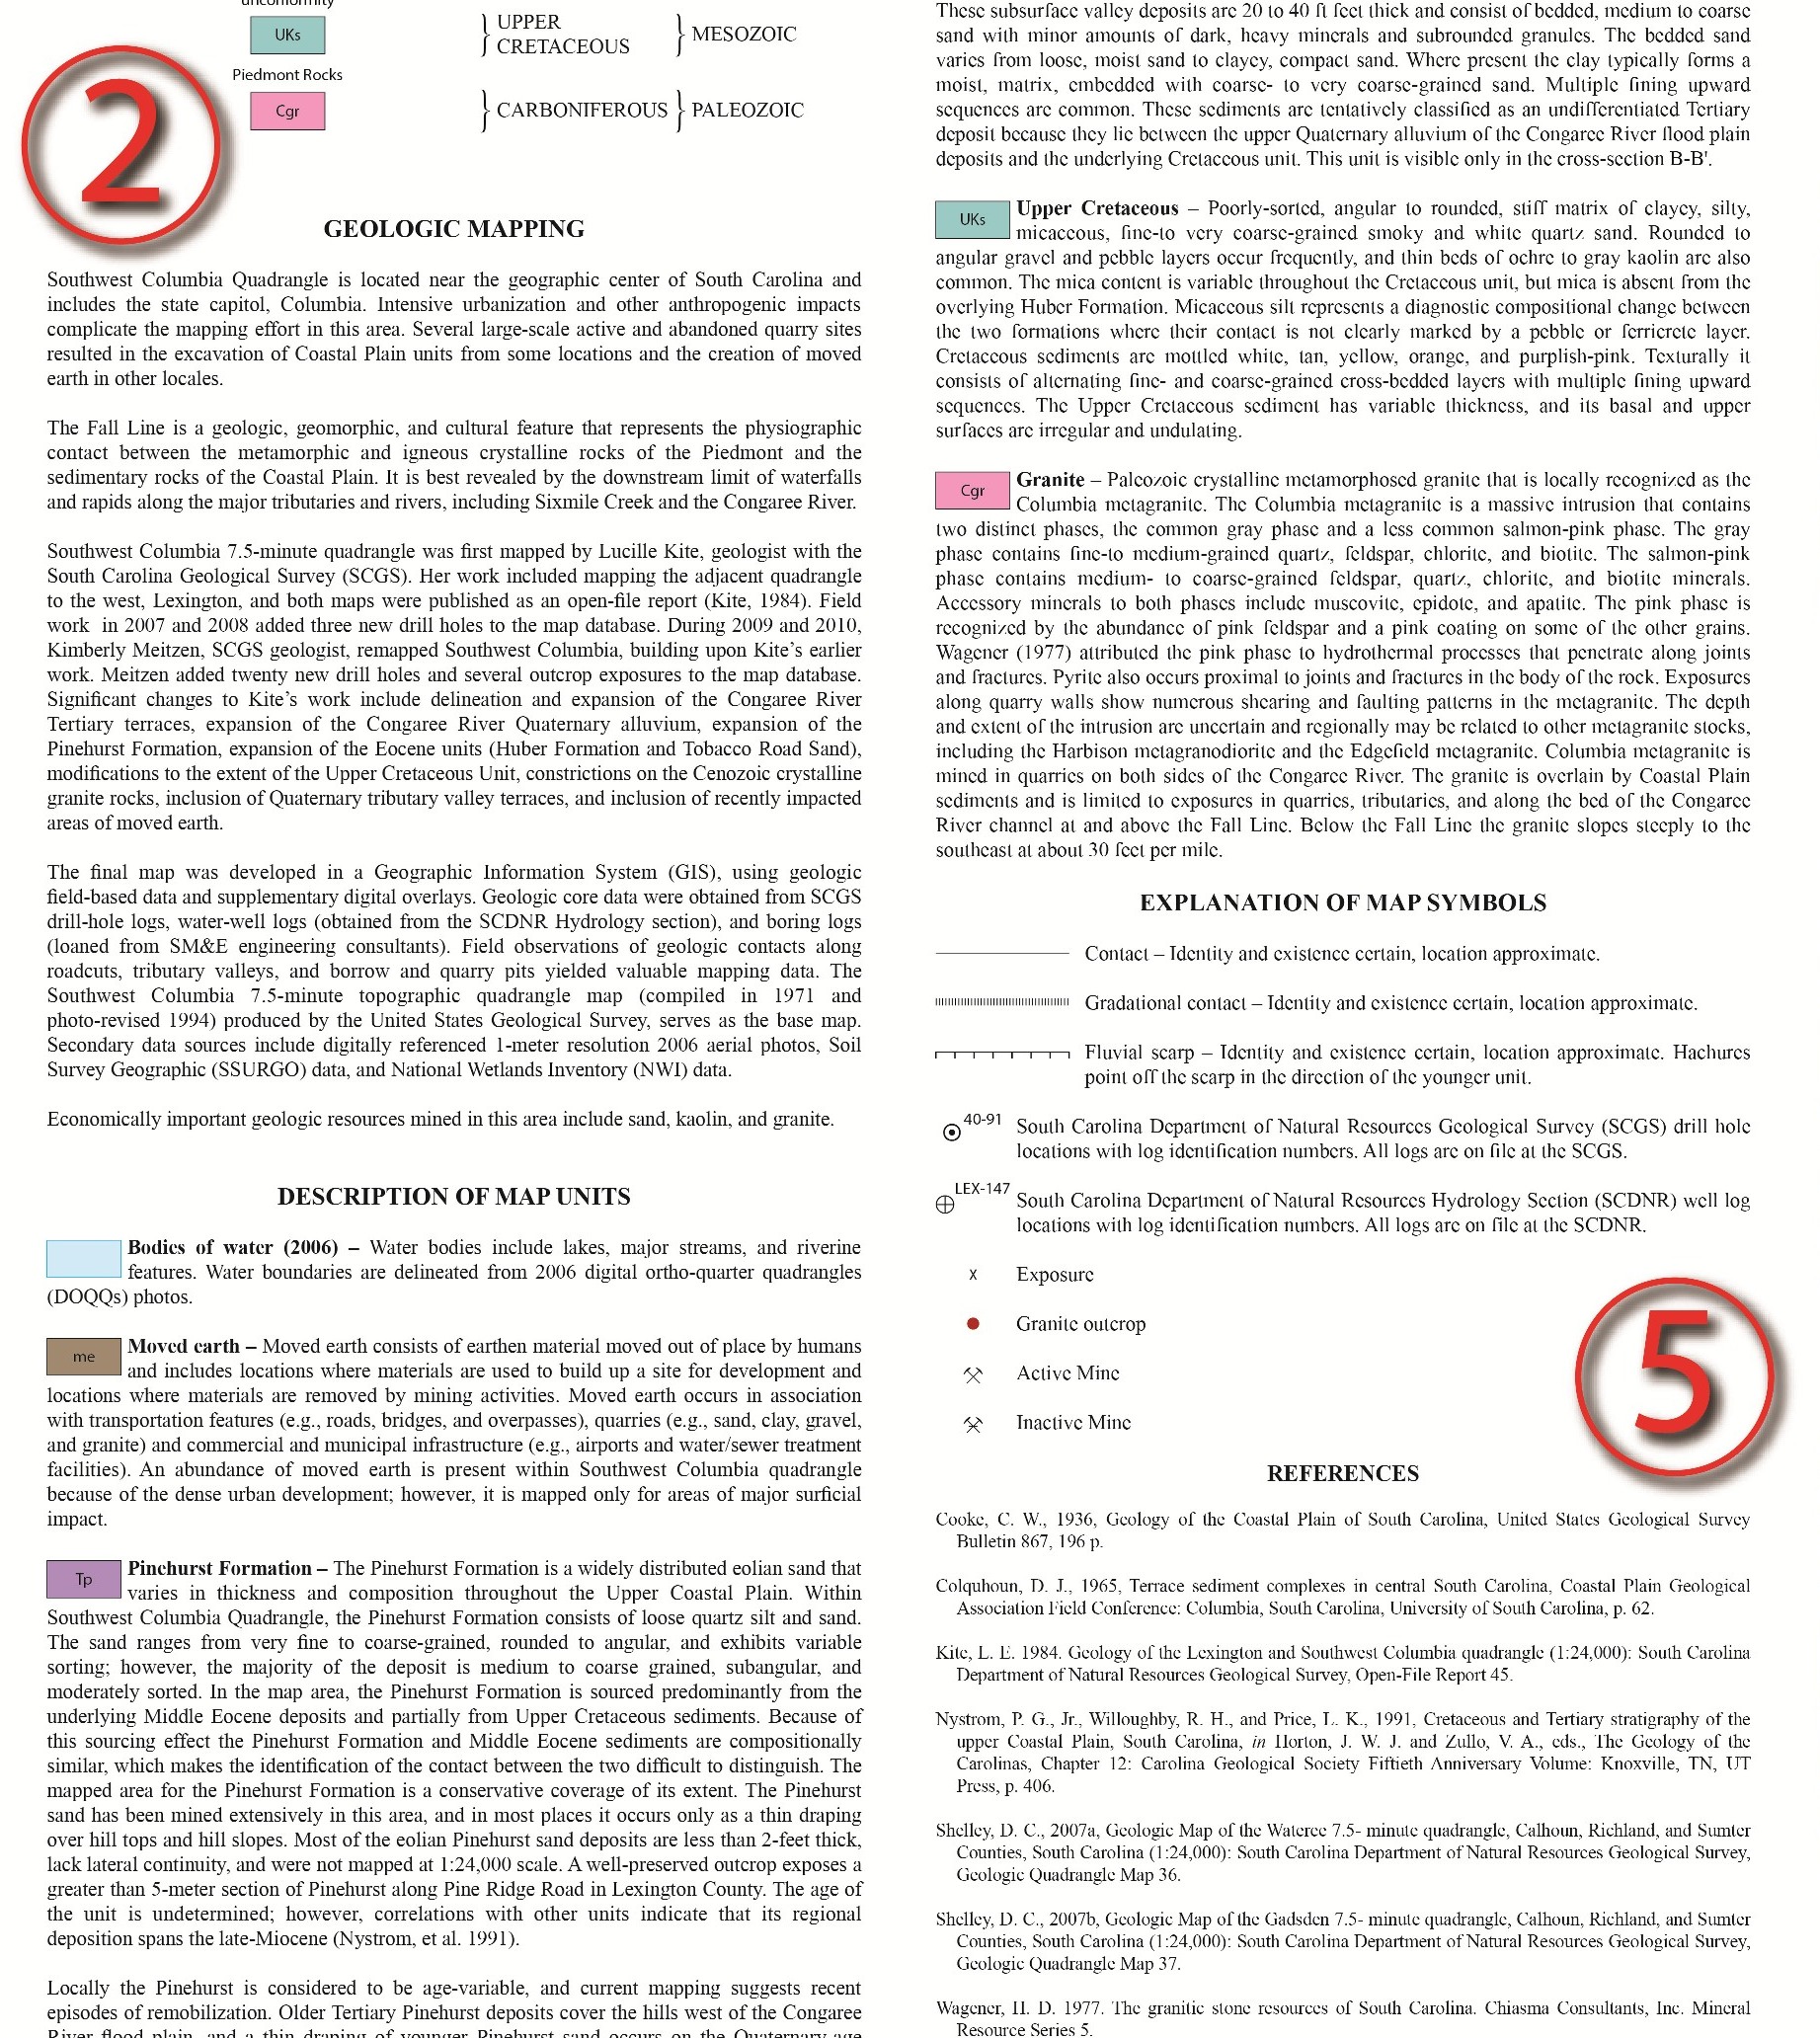 unconformity
UKs
UPPER
CRETACEOUS
MESOZOIC
Piedmont Rocks
Cgr
CARBONIFEROUS
PALEOZOIC
2
GEOLOGIC MAPPING
Southwest Columbia Quadrangle is located near the geographic center of South Carolina and
includes the state capitol, Columbia. Intensive urbanization and other anthropogenic impacts
complicate the mapping effort in this area. Several large-scale active and abandoned quarry sites
resulted in the excavation of Coastal Plain units from some locations and the creation of moved
earth in other locales.
The Fall Line is a geologic, geomorphic, and cultural feature that represents the physiographic
contact between the metamorphic and igneous crystalline rocks of the Piedmont and the
sedimentary rocks of the Coastal Plain. It is best revealed by the downstream limit of waterfalls
and rapids along the major tributaries and rivers, including Sixmile Creek and the Congaree River.
Southwest Columbia 7.5-minute quadrangle was first mapped by Lucille Kite, geologist with the
South Carolina Geological Survey (SCGS). Her work included mapping the adjacent quadrangle
to the west, Lexington, and both maps were published as an open-file report (Kite, 1984). Field
work in 2007 and 2008 added three new drill holes to the map database. During 2009 and 2010,
Kimberly Meitzen, SCGS geologist, remapped Southwest Columbia, building upon Kite's earlier
work. Meitzen added twenty new drill holes and several outcrop exposures to the map database.
Significant changes to Kite's work include delineation and expansion of the Congaree River
Tertiary terraces, expansion of the Congaree River Quaternary alluvium, expansion of the
Pinehurst Formation, expansion of the Eocene units (Huber Formation and Tobacco Road Sand),
modifications to the extent of the Upper Cretaceous Unit, constrictions on the Cenozoic crystalline
granite rocks, inclusion of Quaternary tributary valley terraces, and inclusion of recently impacted
areas of moved earth.
The final map was developed in a Geographic Information System (GIS), using geologic
field-based data and supplementary digital overlays. Geologic core data were obtained from SCGS
drill-hole logs, water-well logs (obtained from the SCDNR Hydrology section), and boring logs
(loaned from SM&E engineering consultants). Field observations of geologic contacts along
roadcuts, tributary valleys, and borrow and quarry pits yielded valuable mapping data. The
Southwest Columbia 7.5-minute topographic quadrangle map (compiled in 1971 and
photo-revised 1994) produced by the United States Geological Survey, serves as the base map.
Secondary data sources include digitally referenced 1-meter resolution 2006 aerial photos, Soil
Survey Geographic (SSURGO) data, and National Wetlands Inventory (NWI) data.
Economically important geologic resources mined in this area include sand, kaolin, and granite.
DESCRIPTION OF MAP UNITS
Bodies of water (2006) – Water bodies include lakes, major streams, and riverine
features. Water boundaries are delineated from 2006 digital ortho-quarter quadrangles
(DOQQs) photos.
me
Moved earth – Moved earth consists of earthen material moved out of place by humans
and includes locations where materials are used to build up a site for development and
locations where materials are removed by mining activities. Moved earth occurs in association
with transportation features (e.g., roads, bridges, and overpasses), quarries (e.g., sand, clay, gravel,
and granite) and commercial and municipal infrastructure (e.g., airports and water/sewer treatment
facilities). An abundance of moved earth is present within Southwest Columbia quadrangle
because of the dense urban development; however, it is mapped only for areas of major surficial
impact.
Tp
Pinehurst Formation – The Pinehurst Formation is a widely distributed eolian sand that
varies in thickness and composition throughout the Upper Coastal Plain. Within
Southwest Columbia Quadrangle, the Pinehurst Formation consists of loose quartz silt and sand.
The sand ranges from very fine to coarse-grained, rounded to angular, and exhibits variable
sorting; however, the majority of the deposit is medium to coarse grained, subangular, and
moderately sorted. In the map area, the Pinehurst Formation is sourced predominantly from the
underlying Middle Eocene deposits and partially from Upper Cretaceous sediments. Because of
this sourcing effect the Pinehurst Formation and Middle Eocene sediments are compositionally
similar, which makes the identification of the contact between the two difficult to distinguish. The
mapped area for the Pinehurst Formation is a conservative coverage of its extent. The Pinehurst
sand has been mined extensively in this area, and in most places it occurs only as a thin draping
over hill tops and hill slopes. Most of the eolian Pinehurst sand deposits are less than 2-feet thick,
lack lateral continuity, and were not mapped at 1:24,000 scale. A well-preserved outcrop exposes a
greater than 5-meter section of Pinehurst along Pine Ridge Road in Lexington County. The age of
the unit is undetermined; however, correlations with other units indicate that its regional
deposition spans the late-Miocene (Nystrom, et al. 1991).
Locally the Pinehurst is considered to be age-variable, and current mapping suggests recent
episodes of remobilization. Older Tertiary Pinehurst deposits cover the hills west of the Congaree
River flood plain, and a thin draping of younger Pinehurst sand occurs on the Quaternary-age
These subsurface valley deposits are 20 to 40 ft feet thick and consist of bedded, medium to coarse
sand with minor amounts of dark, heavy minerals and subrounded granules. The bedded sand
varies from loose, moist sand to clayey, compact sand. Where present the clay typically forms a
moist, matrix, embedded with coarse- to very coarse-grained sand. Multiple fining upward
sequences are common. These sediments are tentatively classified as an undifferentiated Tertiary
deposit because they lie between the upper Quaternary alluvium of the Congaree River flood plain
deposits and the underlying Cretaceous unit. This unit is visible only in the cross-section B-B'.
UKs
Upper Cretaceous – Poorly-sorted, angular to rounded, stiff matrix of clayey, silty,
micaceous, fine-to very coarse-grained smoky and white quartz sand. Rounded to
angular gravel and pebble layers occur frequently, and thin beds of ochre to gray kaolin are also
common. The mica content is variable throughout the Cretaceous unit, but mica is absent from the
overlying Huber Formation. Micaceous silt represents a diagnostic compositional change between
the two formations where their contact is not clearly marked by a pebble or ferricrete layer.
Cretaceous sediments are mottled white, tan, yellow, orange, and purplish-pink. Texturally it
consists of alternating fine- and coarse-grained cross-bedded layers with multiple fining upward
sequences. The Upper Cretaceous sediment has variable thickness, and its basal and upper
surfaces are irregular and undulating.
Cgr
Granite – Paleozoic crystalline metamorphosed granite that is locally recognized as the
Columbia metagranite. The Columbia metagranite is a massive intrusion that contains
two distinct phases, the common gray phase and a less common salmon-pink phase. The gray
phase contains fine-to medium-grained quartz, feldspar, chlorite, and biotite. The salmon-pink
phase contains medium- to coarse-grained feldspar, quartz, chlorite, and biotite minerals.
Accessory minerals to both phases include muscovite, epidote, and apatite. The pink phase is
recognized by the abundance of pink feldspar and a pink coating on some of the other grains.
Wagener (1977) attributed the pink phase to hydrothermal processes that penetrate along joints
and fractures. Pyrite also occurs proximal to joints and fractures in the body of the rock. Exposures
along quarry walls show numerous shearing and faulting patterns in the metagranite. The depth
and extent of the intrusion are uncertain and regionally may be related to other metagranite stocks,
including the Harbison metagranodiorite and the Edgefield metagranite. Columbia metagranite is
mined in quarries on both sides of the Congaree River. The granite is overlain by Coastal Plain
sediments and is limited to exposures in quarries, tributaries, and along the bed of the Congaree
River channel at and above the Fall Line. Below the Fall Line the granite slopes steeply to the
southeast at about 30 feet per mile.
EXPLANATION OF MAP SYMBOLS
Contact – Identity and existence certain, location approximate.
Gradational contact – Identity and existence certain, location approximate.
Fluvial scarp – Identity and existence certain, location approximate. Hachures
point off the scarp in the direction of the younger unit.
40-91
South Carolina Department of Natural Resources Geological Survey (SCGS) drill hole
locations with log identification numbers. All logs are on file at the SCGS.
LEX-147
South Carolina Department of Natural Resources Hydrology Section (SCDNR) well log
locations with log identification numbers. All logs are on file at the SCDNR.
x Exposure
Granite outcrop
Active Mine
Inactive Mine
5
REFERENCES
Cooke, C. W., 1936, Geology of the Coastal Plain of South Carolina, United States Geological Survey
Bulletin 867, 196 p.
Colquhoun, D. J., 1965, Terrace sediment complexes in central South Carolina, Coastal Plain Geological
Association Field Conference: Columbia, South Carolina, University of South Carolina, p. 62.
Kite, L. E. 1984. Geology of the Lexington and Southwest Columbia quadrangle (1:24,000): South Carolina
Department of Natural Resources Geological Survey, Open-File Report 45.
Nystrom, P. G., Jr., Willoughby, R. H., and Price, L. K., 1991, Cretaceous and Tertiary stratigraphy of the
upper Coastal Plain, South Carolina, in Horton, J. W. J. and Zullo, V. A., eds., The Geology of the
Carolinas, Chapter 12: Carolina Geological Society Fiftieth Anniversary Volume: Knoxville, TN, UT
Press, p. 406.
Shelley, D. C., 2007a, Geologic Map of the Wateree 7.5- minute quadrangle, Calhoun, Richland, and Sumter
Counties, South Carolina (1:24,000): South Carolina Department of Natural Resources Geological Survey,
Geologic Quadrangle Map 36.
Shelley, D. C., 2007b, Geologic Map of the Gadsden 7.5- minute quadrangle, Calhoun, Richland, and Sumter
Counties, South Carolina (1:24,000): South Carolina Department of Natural Resources Geological Survey,
Geologic Quadrangle Map 37.
Wagener, H. D. 1977. The granitic stone resources of South Carolina. Chiasma Consultants, Inc. Mineral
Resource Series 5.